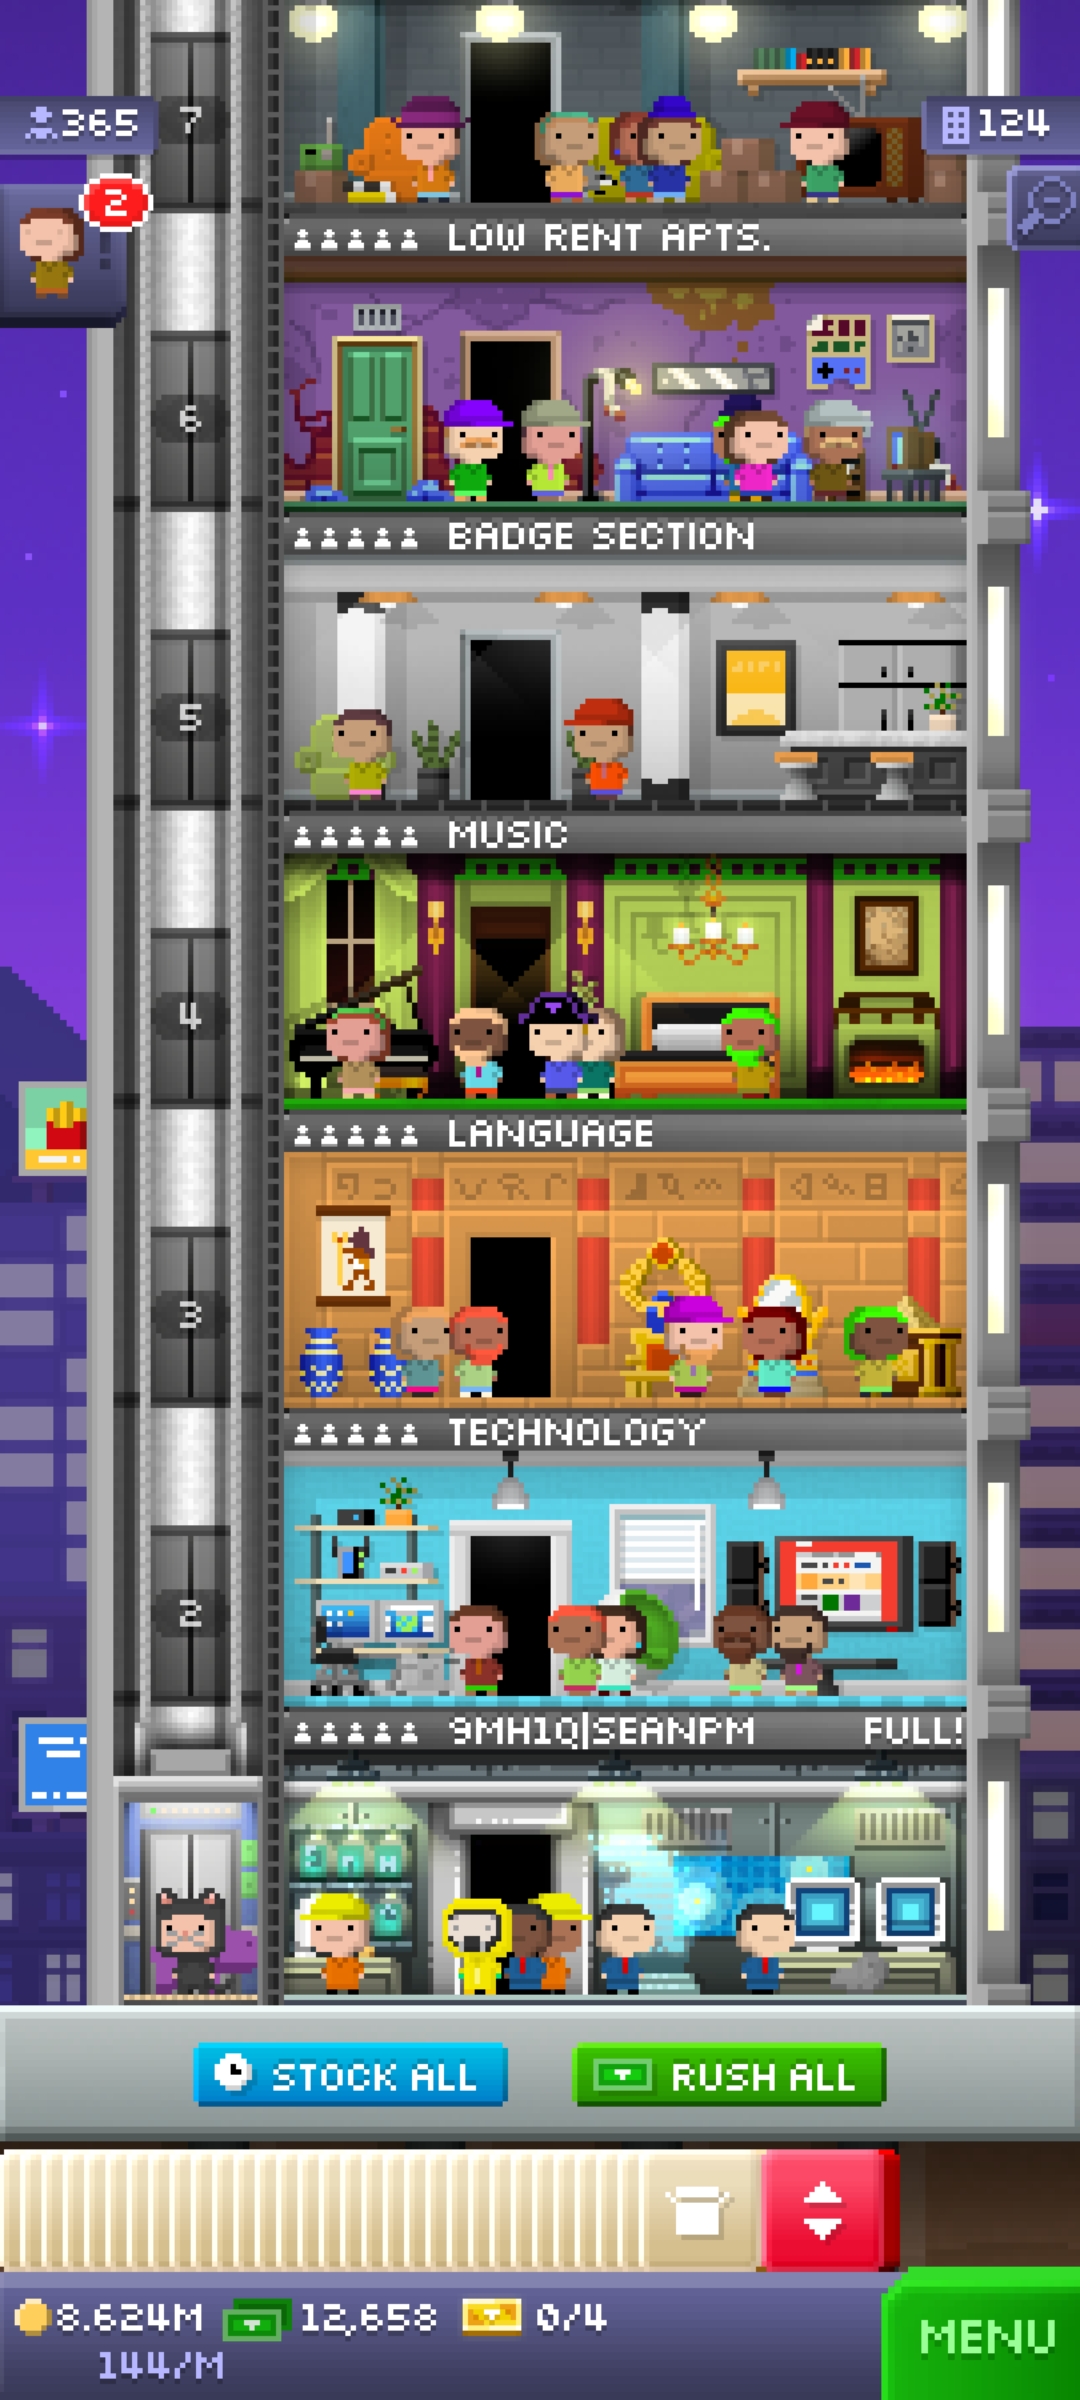 7
365
124
2
LOW RENT APTS.
6
BADGE SECTION
5
MUSIC
4
LANGUAGE
3
TECHNOLOGY
2
9MH1Q|SEANPM FULL!
STOCK ALL
RUSH ALL
8.624M 12,658 0/4
144/M
MENU